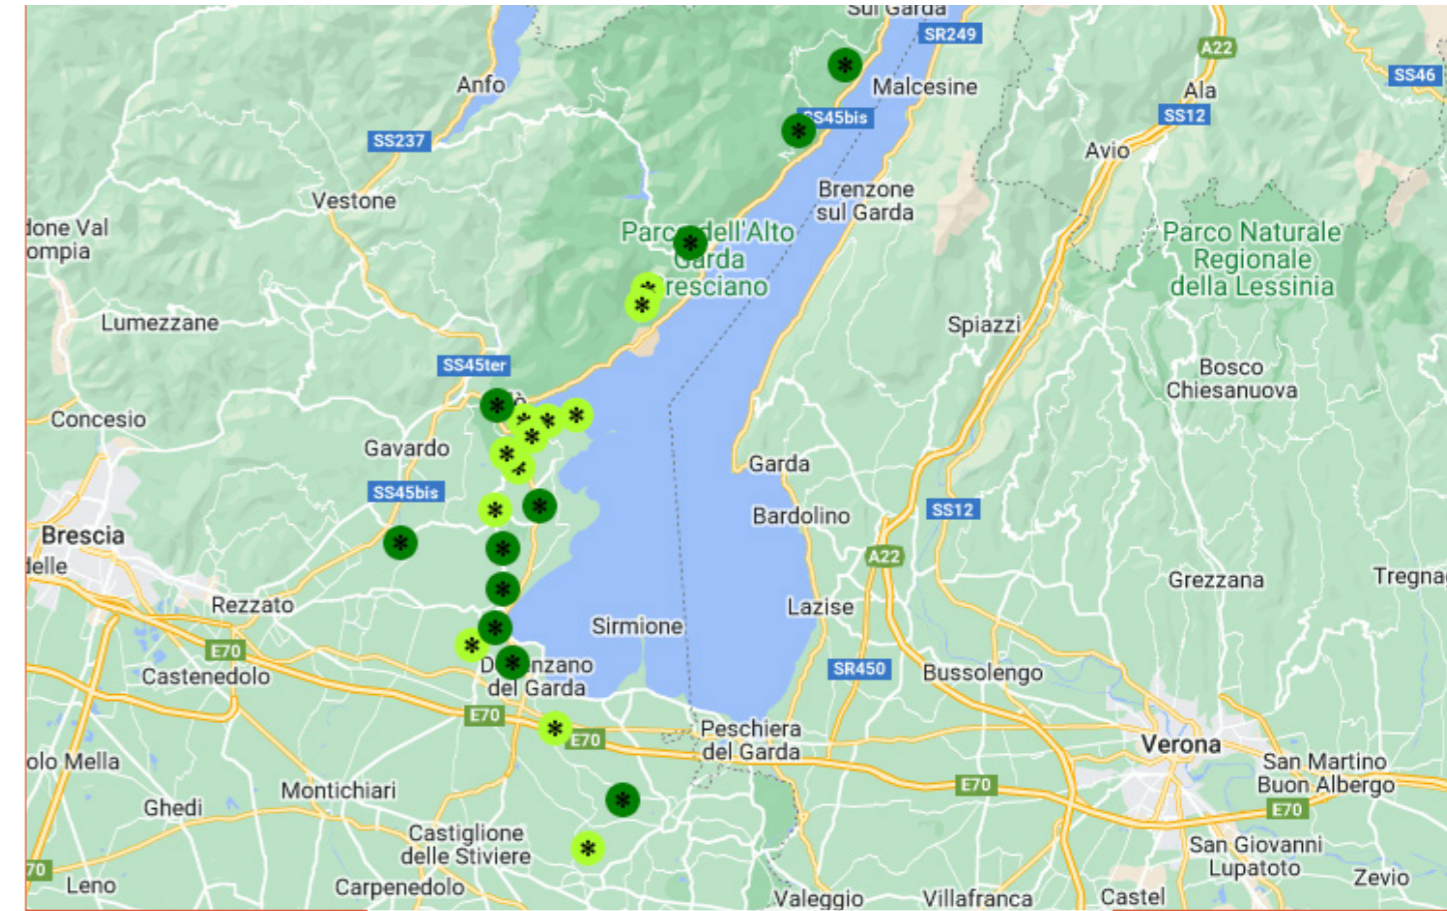 Sul Garda
SR249
A22
SS46
Anfo
Malcesine
Ala
SS45bis
SS12
SS237
Avio
Vestone
Brenzone
sul Garda
done Val
ompia
Parco dell'Alto
Garda
resciano
Parco Naturale
Regionale
della Lessinia
Lumezzane
Spiazzi
SS45ter
Bosco
Chiesanuova
Concesio
Gavardo
Garda
SS45bis
Bardolino
SS12
Brescia
A22
delle
Grezzana
Tregna
Rezzato
Lazise
Sirmione
E70
Castenedolo
D enzano
del Garda
SR450
Bussolengo
E70
E70
Peschiera
del Garda
Verona
olo Mella
San Martino
Buon Albergo
Montichiari
E70
Ghedi
E70
Castiglione
delle Stiviere
San Giovanni
Lupatoto
70
Leno
Carpenedolo
Valeggio
Villafranca
Castel
Zevio